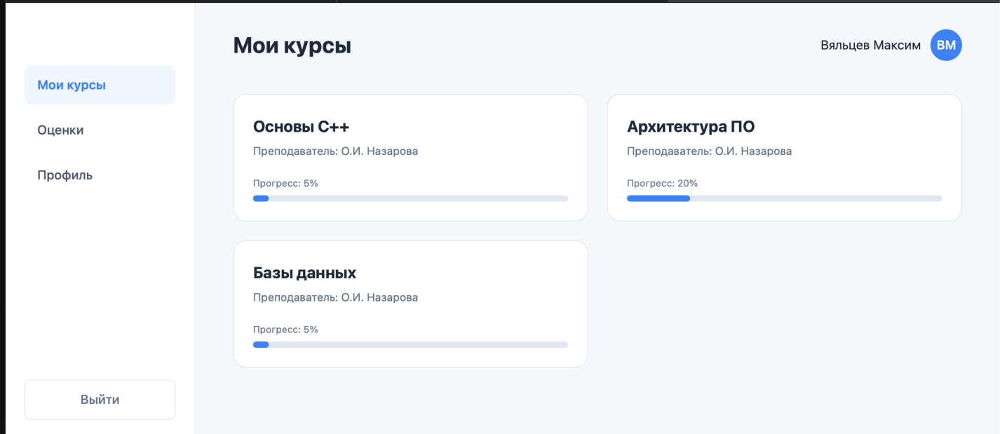 Мои курсы
Оценки
Профиль
Выйти
Мои курсы
Вяльцев Максим
ВМ
Основы C++
Преподаватель: О.И. Назарова
Прогресс: 5%
Архитектура ПО
Преподаватель: О.И. Назарова
Прогресс: 20%
Базы данных
Преподаватель: О.И. Назарова
Прогресс: 5%